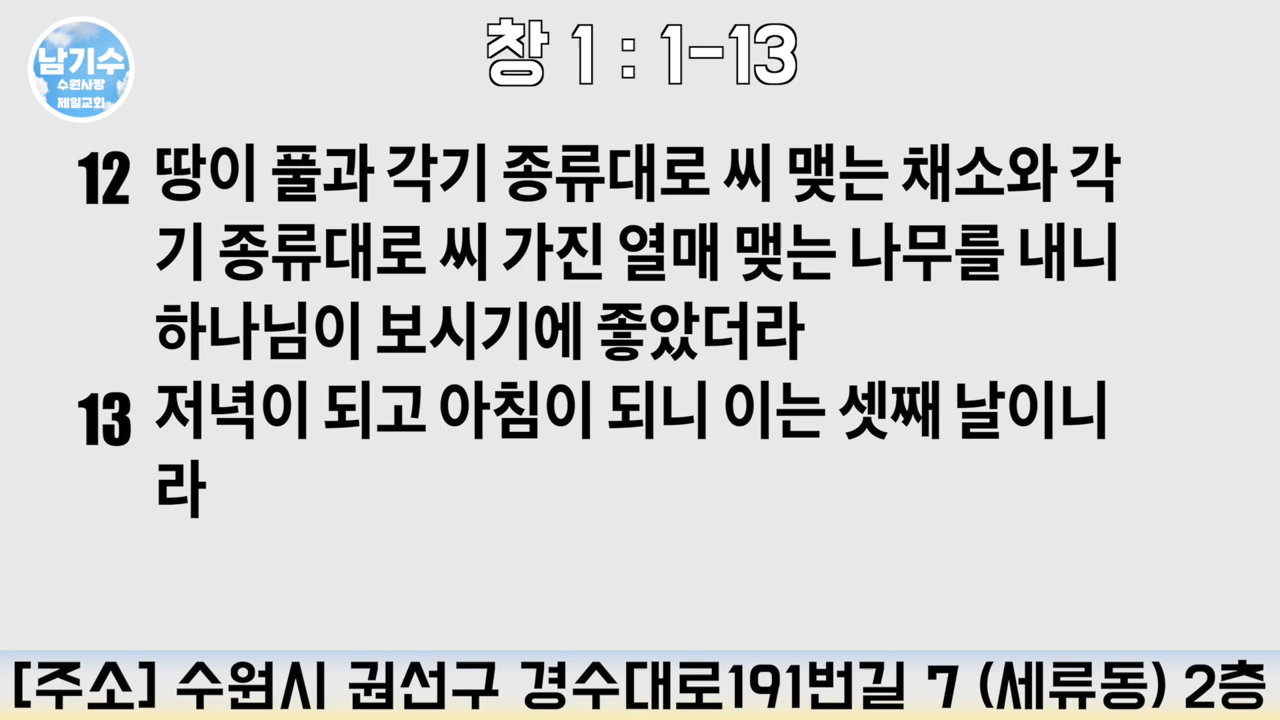 남기수
수원사랑
제일교회
창 1 : 1-13
12 땅이 풀과 각기 종류대로 씨 맺는 채소와 각
기 종류대로 씨 가진 열매 맺는 나무를 내니
하나님이 보시기에 좋았더라
13 저녁이 되고 아침이 되니 이는 셋째 날이니
라
[주소] 수원시 권선구 경수대로191번길 7 (세류동) 2층